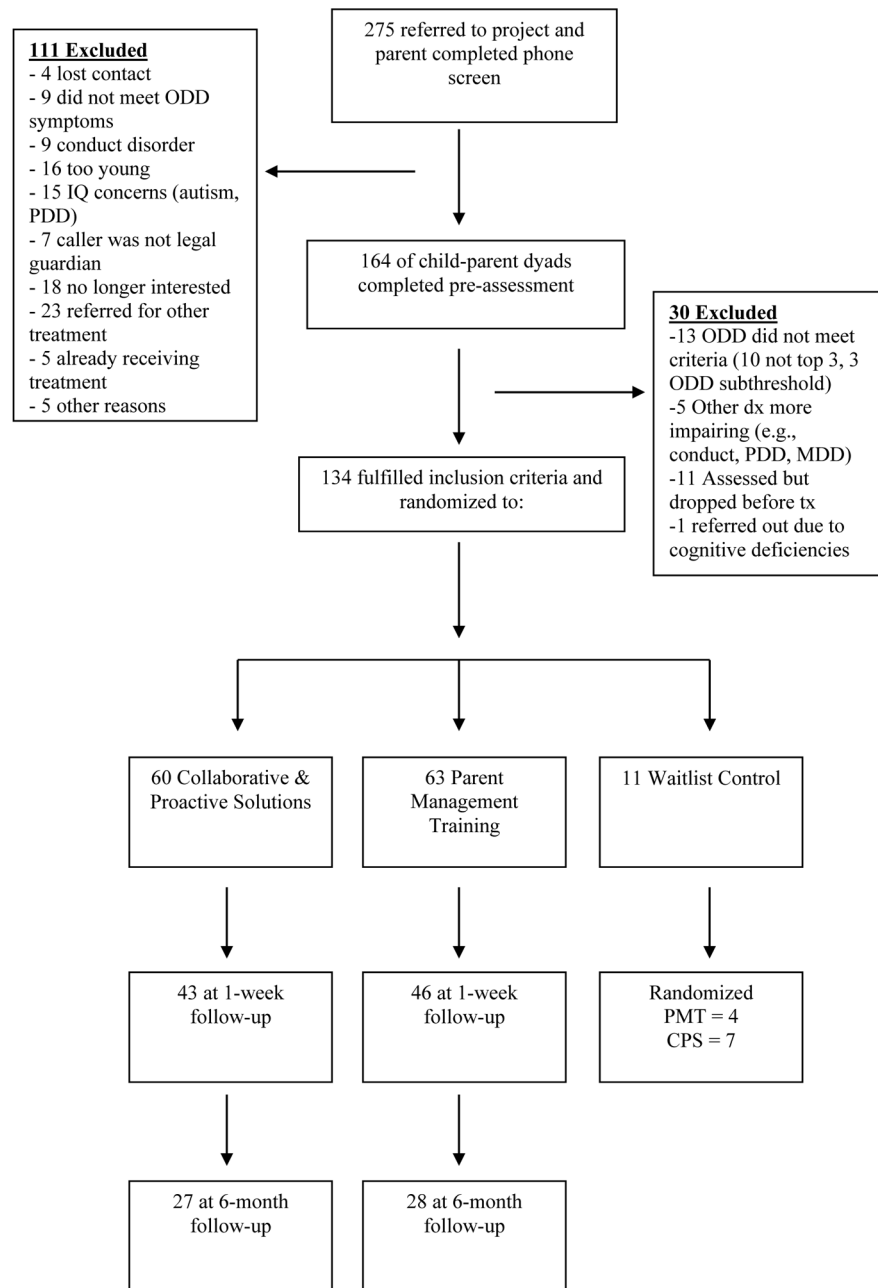 275 referred to project and
parent completed phone
screen
111 Excluded
- 4 lost contact
- 9 did not meet ODD
symptoms
- 9 conduct disorder
- 16 too young
- 15 IQ concerns (autism,
PDD)
- 7 caller was not legal
guardian
- 18 no longer interested
- 23 referred for other
treatment
- 5 already receiving
treatment
- 5 other reasons
164 of child-parent dyads
completed pre-assessment
30 Excluded
-13 ODD did not meet
criteria (10 not top 3, 3
ODD subthreshold)
-5 Other dx more
impairing (e.g.,
conduct, PDD, MDD)
-11 Assessed but
dropped before tx
-1 referred out due to
cognitive deficiencies
134 fulfilled inclusion criteria and
randomized to:
60 Collaborative &
Proactive Solutions
63 Parent
Management
Training
11 Waitlist Control
43 at 1-week
follow-up
46 at 1-week
follow-up
Randomized
PMT = 4
CPS = 7
27 at 6-month
follow-up
28 at 6-month
follow-up